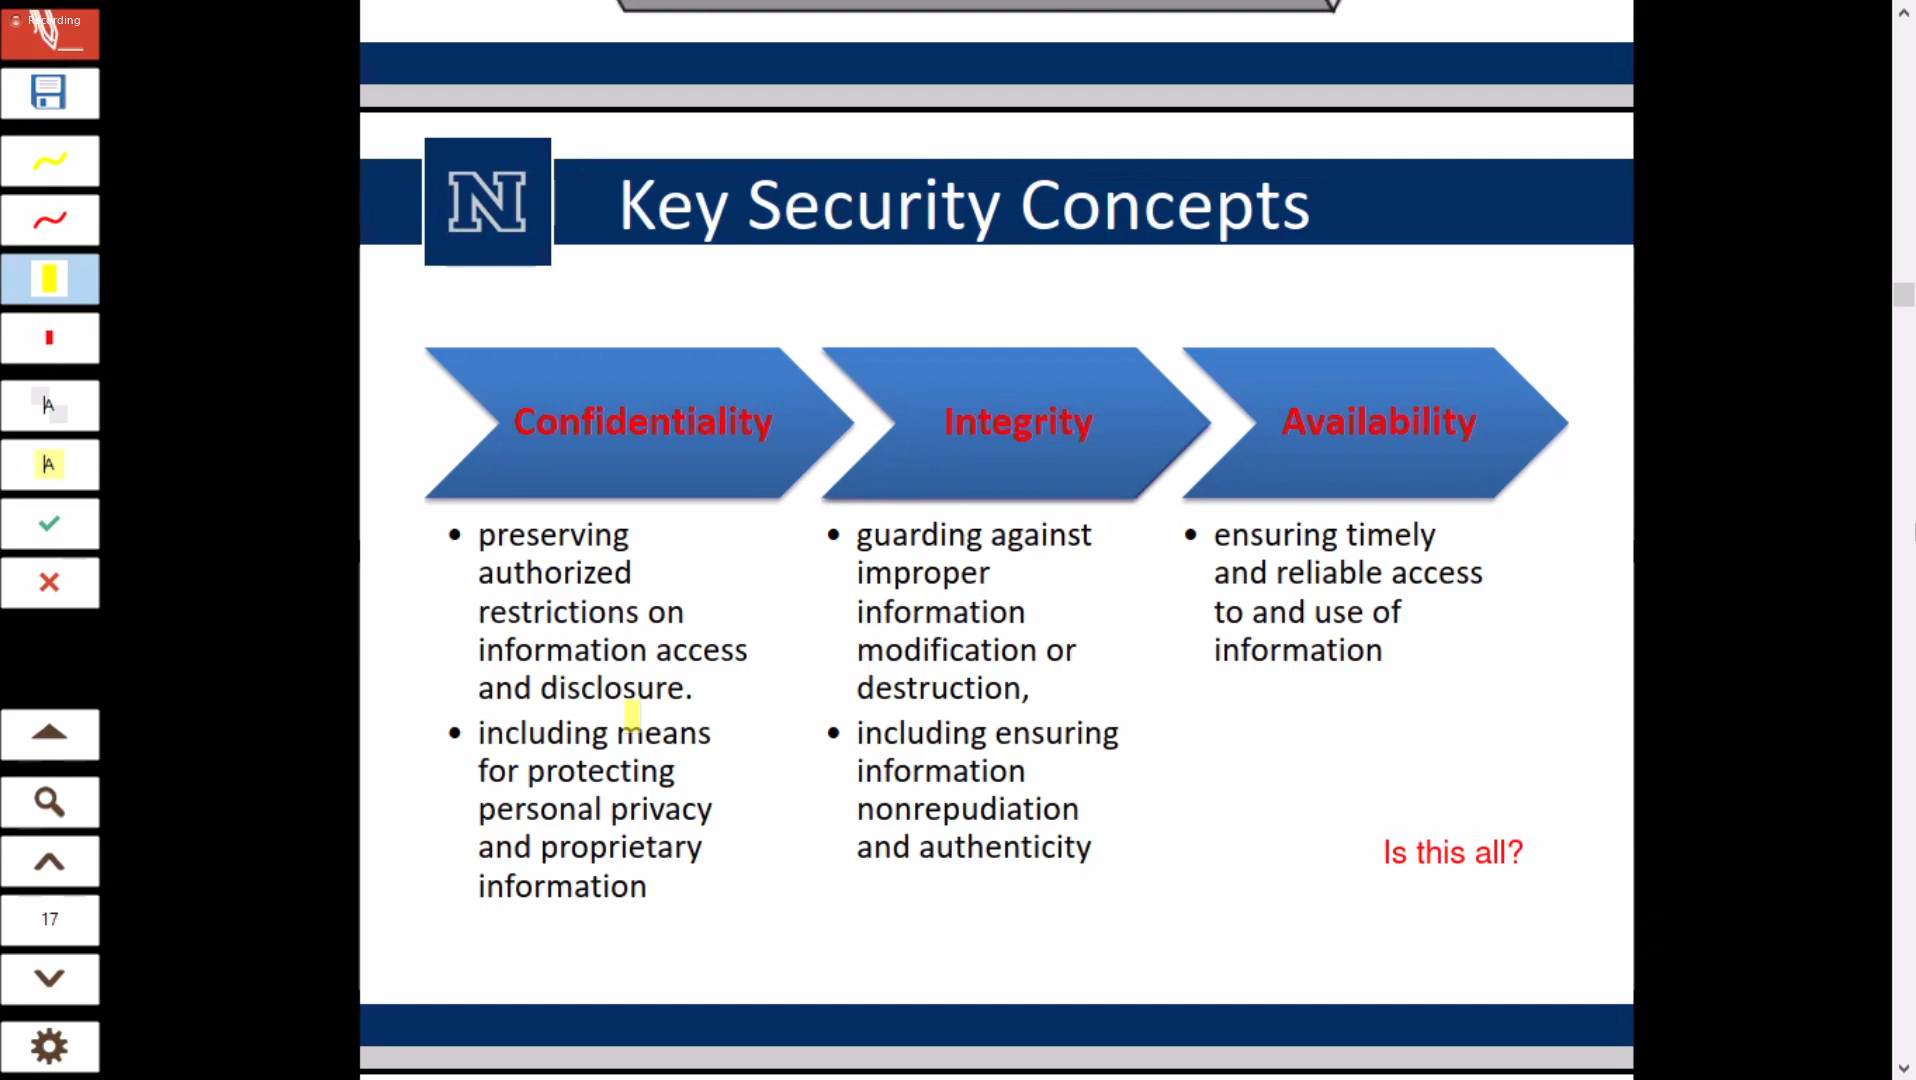 Recording
N
Key Security Concepts
Confidentiality
Integrity
Availability
• preserving
authorized
restrictions on
information access
and disclosure.
• including means
for protecting
personal privacy
and proprietary
information
• guarding against
improper
information
modification or
destruction,
• including ensuring
information
nonrepudiation
and authenticity
• ensuring timely
and reliable access
to and use of
information
Is this all?
A
A
17